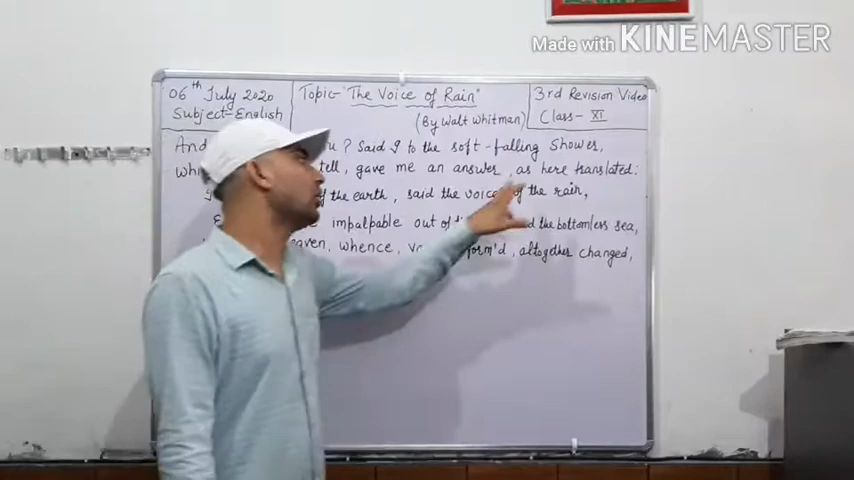 Made with KINEMASTER
06th July 2020
Subject-English
Topic- "The Voice of Rain"
(By Walt Whitman)
3rd Revision Video
Class- XI
And u? Said I to the soft-falling Shower,
tell, gave me an answer, as here translated:
f the earth, said the voice of the rain,
impalpable out of the bottomless sea,
eaven, whence, form'd, altogether changed,